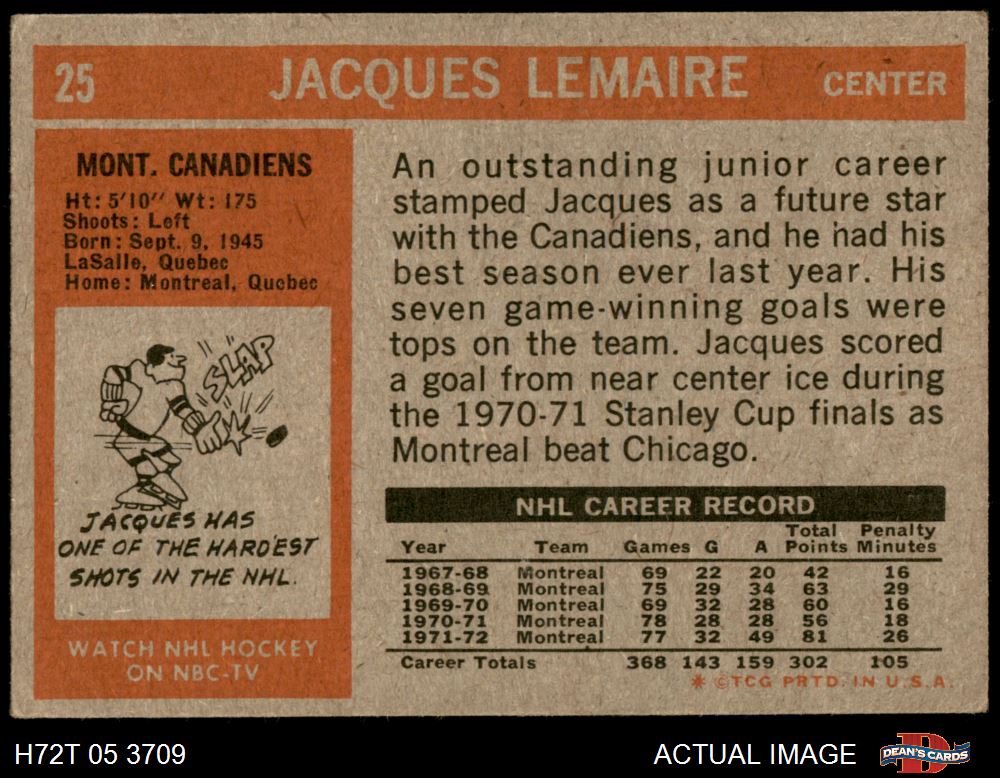 25 JACQUES LEMAIRE CENTER
MONT. CANADIENS
Ht: 5'10" Wt: 175
Shoots: Left
Born: Sept. 9, 1945
LaSalle, Quebec
Home: Montreal, Quebec
SLAP
JACQUES HAS
ONE OF THE HARDEST
SHOTS IN THE NHL.
WATCH NHL HOCKEY
ON NBC-TV
An outstanding junior career
stamped Jacques as a future star
with the Canadiens, and he had his
best season ever last year. His
seven game-winning goals were
tops on the team. Jacques scored
a goal from near center ice during
the 1970-71 Stanley Cup finals as
Montreal beat Chicago.
NHL CAREER RECORD
Total Penalty
Year Team Games G A Points Minutes
1967-68 Montreal 69 22 20 42 16
1968-69 Montreal 75 29 34 63 29
1969-70 Montreal 69 32 28 60 16
1970-71 Montreal 78 28 28 56 18
1971-72 Montreal 77 32 49 81 26
Career Totals 368 143 159 302 105
* ©TCG PRTD. IN U.S.A.
H72T 05 3709 ACTUAL IMAGE DEAN'S CARDS